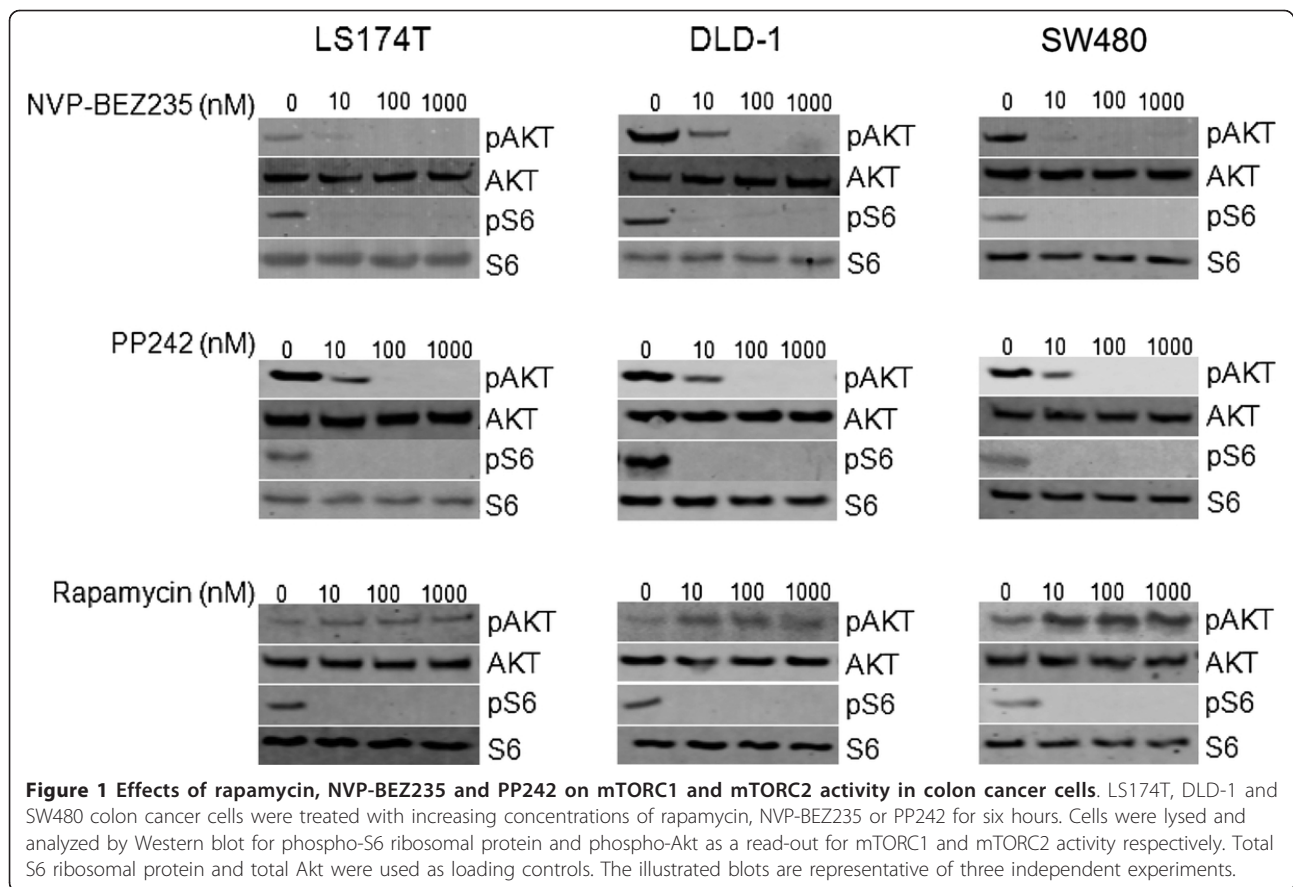 LS174T DLD-1 SW480
NVP-BEZ235 (nM) 0 10 100 1000 0 10 100 1000 0 10 100 1000
pAKT pAKT pAKT
AKT AKT AKT
pS6 pS6 pS6
S6 S6 S6
PP242 (nM) 0 10 100 1000 0 10 100 1000 0 10 100 1000
pAKT pAKT pAKT
AKT AKT AKT
pS6 pS6 pS6
S6 S6 S6
Rapamycin (nM) 0 10 100 1000 0 10 100 1000 0 10 100 1000
pAKT pAKT pAKT
AKT AKT AKT
pS6 pS6 pS6
S6 S6 S6
Figure 1 Effects of rapamycin, NVP-BEZ235 and PP242 on mTORC1 and mTORC2 activity in colon cancer cells. LS174T, DLD-1 and
SW480 colon cancer cells were treated with increasing concentrations of rapamycin, NVP-BEZ235 or PP242 for six hours. Cells were lysed and
analyzed by Western blot for phospho-S6 ribosomal protein and phospho-Akt as a read-out for mTORC1 and mTORC2 activity respectively. Total
S6 ribosomal protein and total Akt were used as loading controls. The illustrated blots are representative of three independent experiments.